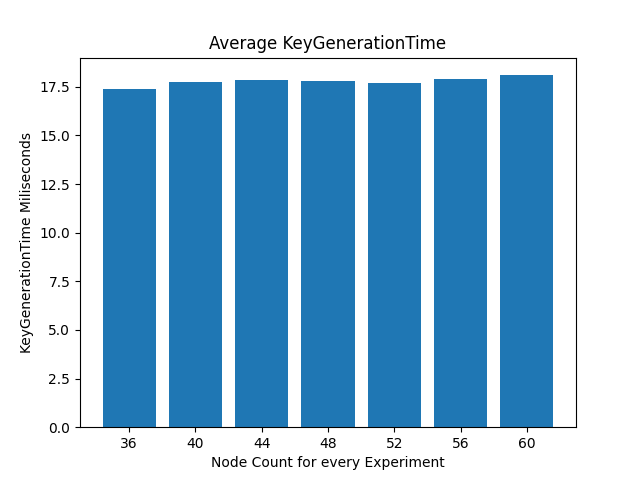 Average KeyGenerationTime
KeyGenerationTime Miliseconds
17.5
15.0
12.5
10.0
7.5
5.0
2.5
0.0
36 40 44 48 52 56 60
Node Count for every Experiment